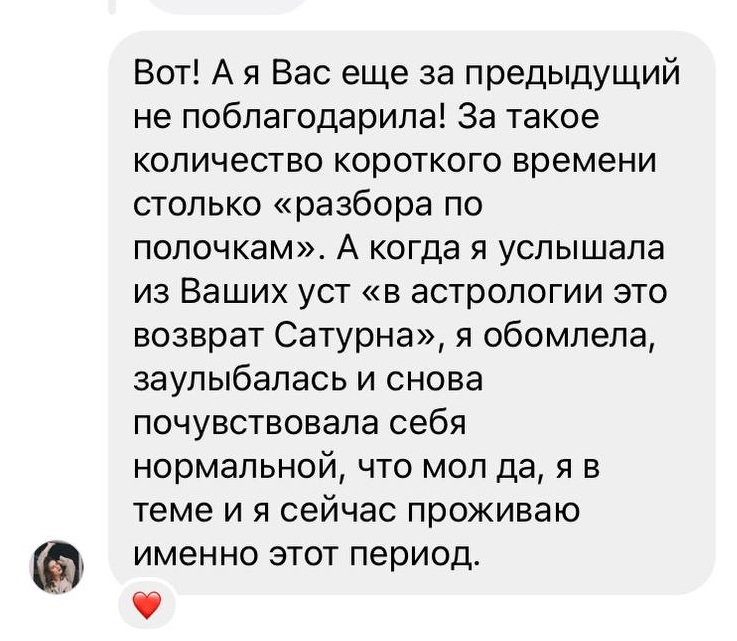 Вот! А я Вас еще за предыдущий
не поблагодарила! За такое
количество короткого времени
столько «разбора по
полочкам». А когда я услышала
из Ваших уст «в астрологии это
возврат Сатурна», я обомлела,
заулыбалась и снова
почувствовала себя
нормальной, что мол да, я в
теме и я сейчас проживаю
именно этот период.